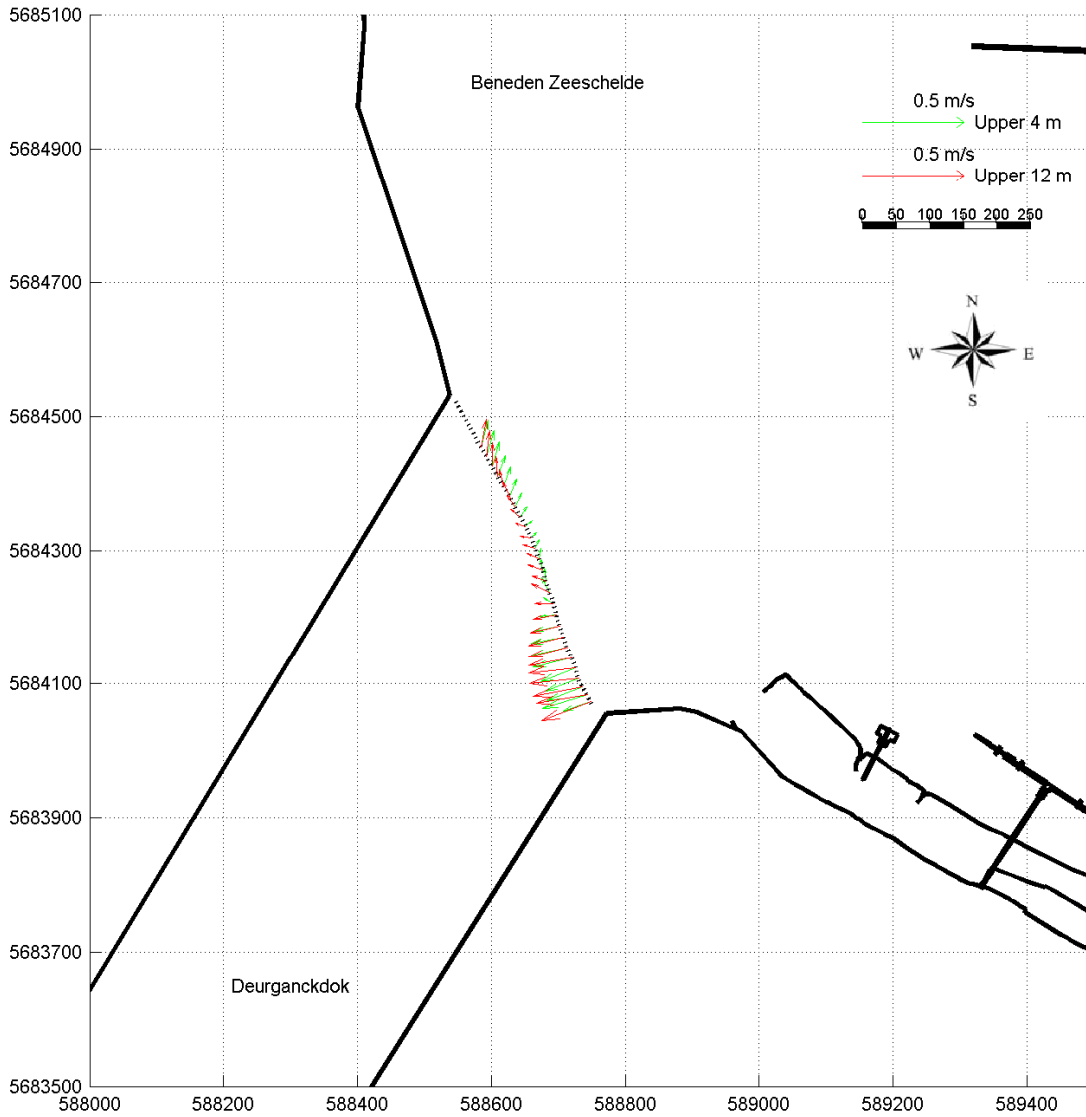 5685100
Beneden Zeeschelde
0.5 m/s
Upper 4 m
5684900
0.5 m/s
Upper 12 m
0 50 100 150 200 250
5684700
N
W E
S
5684500
5684300
5684100
5683900
5683700
Deurganckdok
5683500
588000 588200 588400 588600 588800 589000 589200 589400